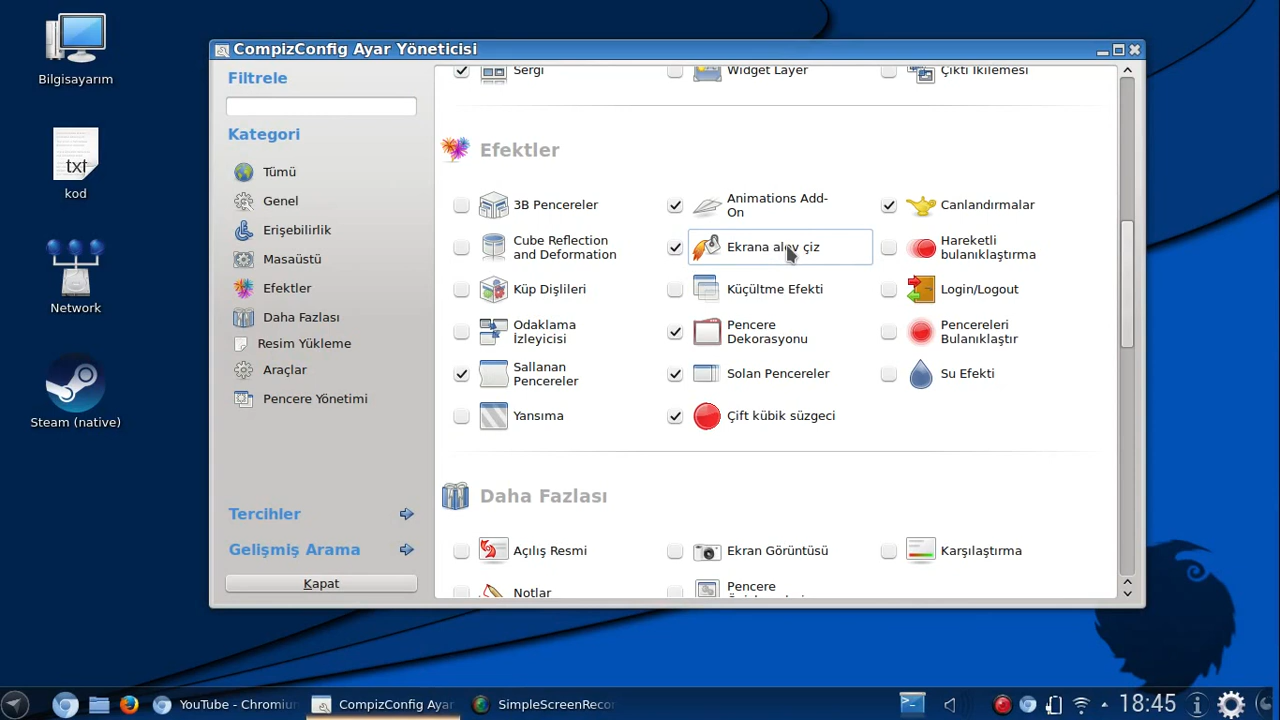 Bilgisayarım
txt
kod
Network
Steam (native)
CompizConfig Ayar Yöneticisi
Filtrele
Kategori
Tümü
Genel
Erişebilirlik
Masaüstü
Efektler
Daha Fazlası
Resim Yükleme
Araçlar
Pencere Yönetimi
Tercihler
Gelişmiş Arama
Kapat
Sergi
Widget Layer
Çıktı İkilemesi
Efektler
3B Pencereler
Animations Add-
On
Canlandırmalar
Cube Reflection
and Deformation
Ekrana alev çiz
Hareketli
bulanıklaştırma
Küp Dişlileri
Küçültme Efekti
Login/Logout
Odaklama
İzleyicisi
Pencere
Dekorasyonu
Pencereleri
Bulanıklaştır
Sallanan
Pencereler
Solan Pencereler
Su Efekti
Yansıma
Çift kübik süzgeci
Daha Fazlası
Açılış Resmi
Ekran Görüntüsü
Karşılaştırma
Notlar
Pencere
YouTube - Chromiu
CompizConfig Ayar
SimpleScreenReco
18:45